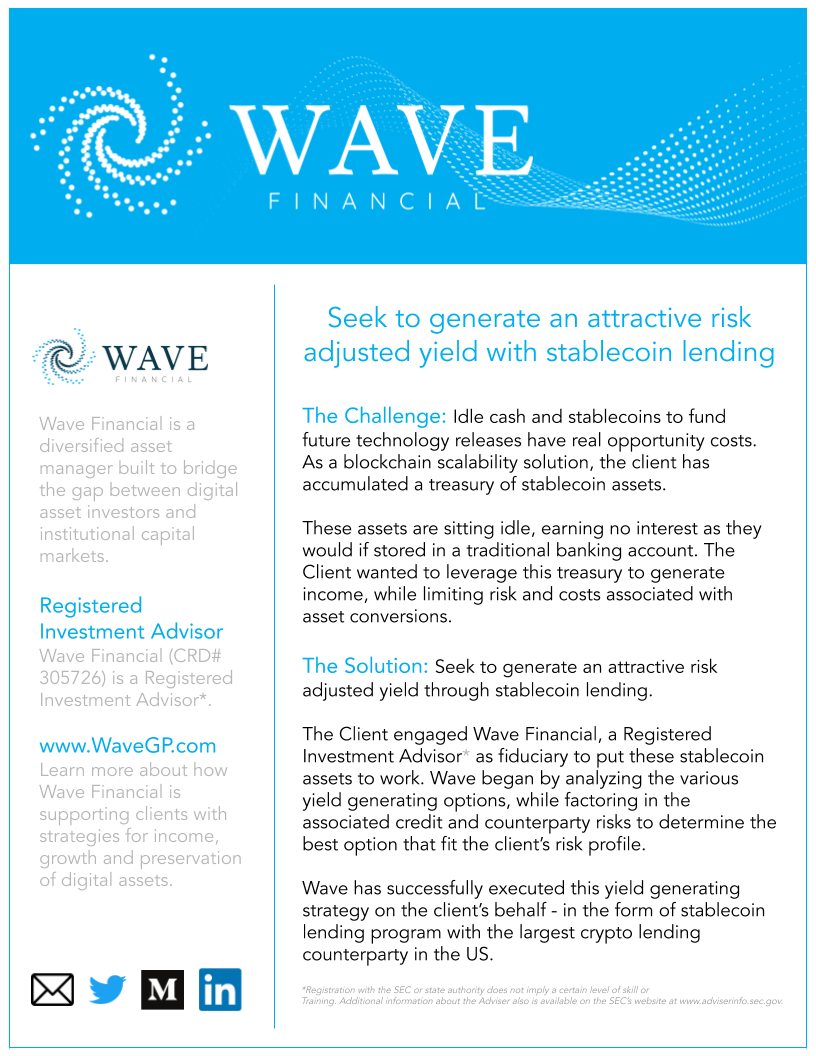 WAVE
FINANCIAL
WAVE
FINANCIAL
Wave Financial is a
diversified asset
manager built to bridge
the gap between digital
asset investors and
institutional capital
markets.
Registered
Investment Advisor
Wave Financial (CRD#
305726) is a Registered
Investment Advisor*.
www.WaveGP.com
Learn more about how
Wave Financial is
supporting clients with
strategies for income,
growth and preservation
of digital assets.
M
in
Seek to generate an attractive risk
adjusted yield with stablecoin lending
The Challenge: Idle cash and stablecoins to fund
future technology releases have real opportunity costs.
As a blockchain scalability solution, the client has
accumulated a treasury of stablecoin assets.
These assets are sitting idle, earning no interest as they
would if stored in a traditional banking account. The
Client wanted to leverage this treasury to generate
income, while limiting risk and costs associated with
asset conversions.
The Solution: Seek to generate an attractive risk
adjusted yield through stablecoin lending.
The Client engaged Wave Financial, a Registered
Investment Advisor* as fiduciary to put these stablecoin
assets to work. Wave began by analyzing the various
yield generating options, while factoring in the
associated credit and counterparty risks to determine the
best option that fit the client’s risk profile.
Wave has successfully executed this yield generating
strategy on the client’s behalf - in the form of stablecoin
lending program with the largest crypto lending
counterparty in the US.
*Registration with the SEC or state authority does not imply a certain level of skill or
Training. Additional information about the Adviser also is available on the SEC’s website at www.adviserinfo.sec.gov.